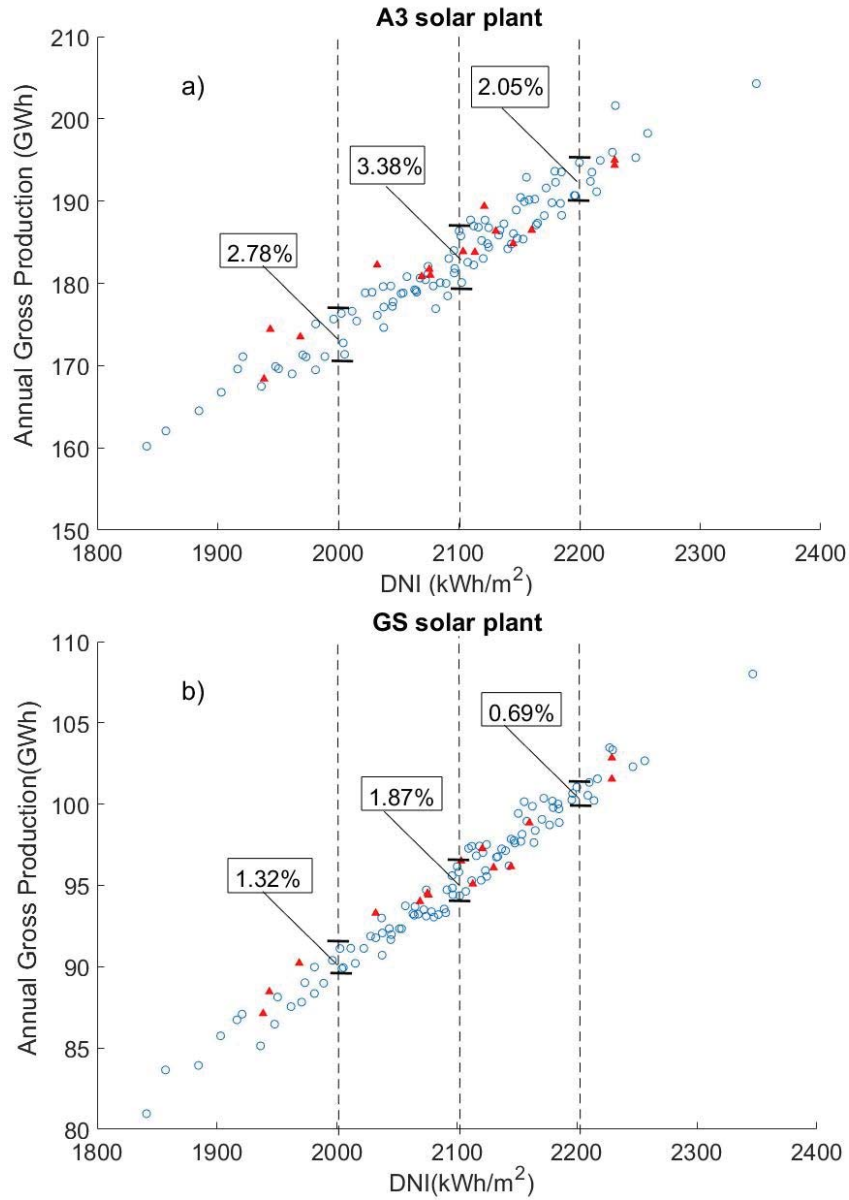 A3 solar plant
a)
2.05%
3.38%
2.78%
210
200
190
180
170
160
150
Annual Gross Production (GWh)
1800 1900 2000 2100 2200 2300 2400
DNI (kWh/m²)
GS solar plant
b)
0.69%
1.87%
1.32%
110
105
100
95
90
85
80
Annual Gross Production(GWh)
1800 1900 2000 2100 2200 2300 2400
DNI(kWh/m²)